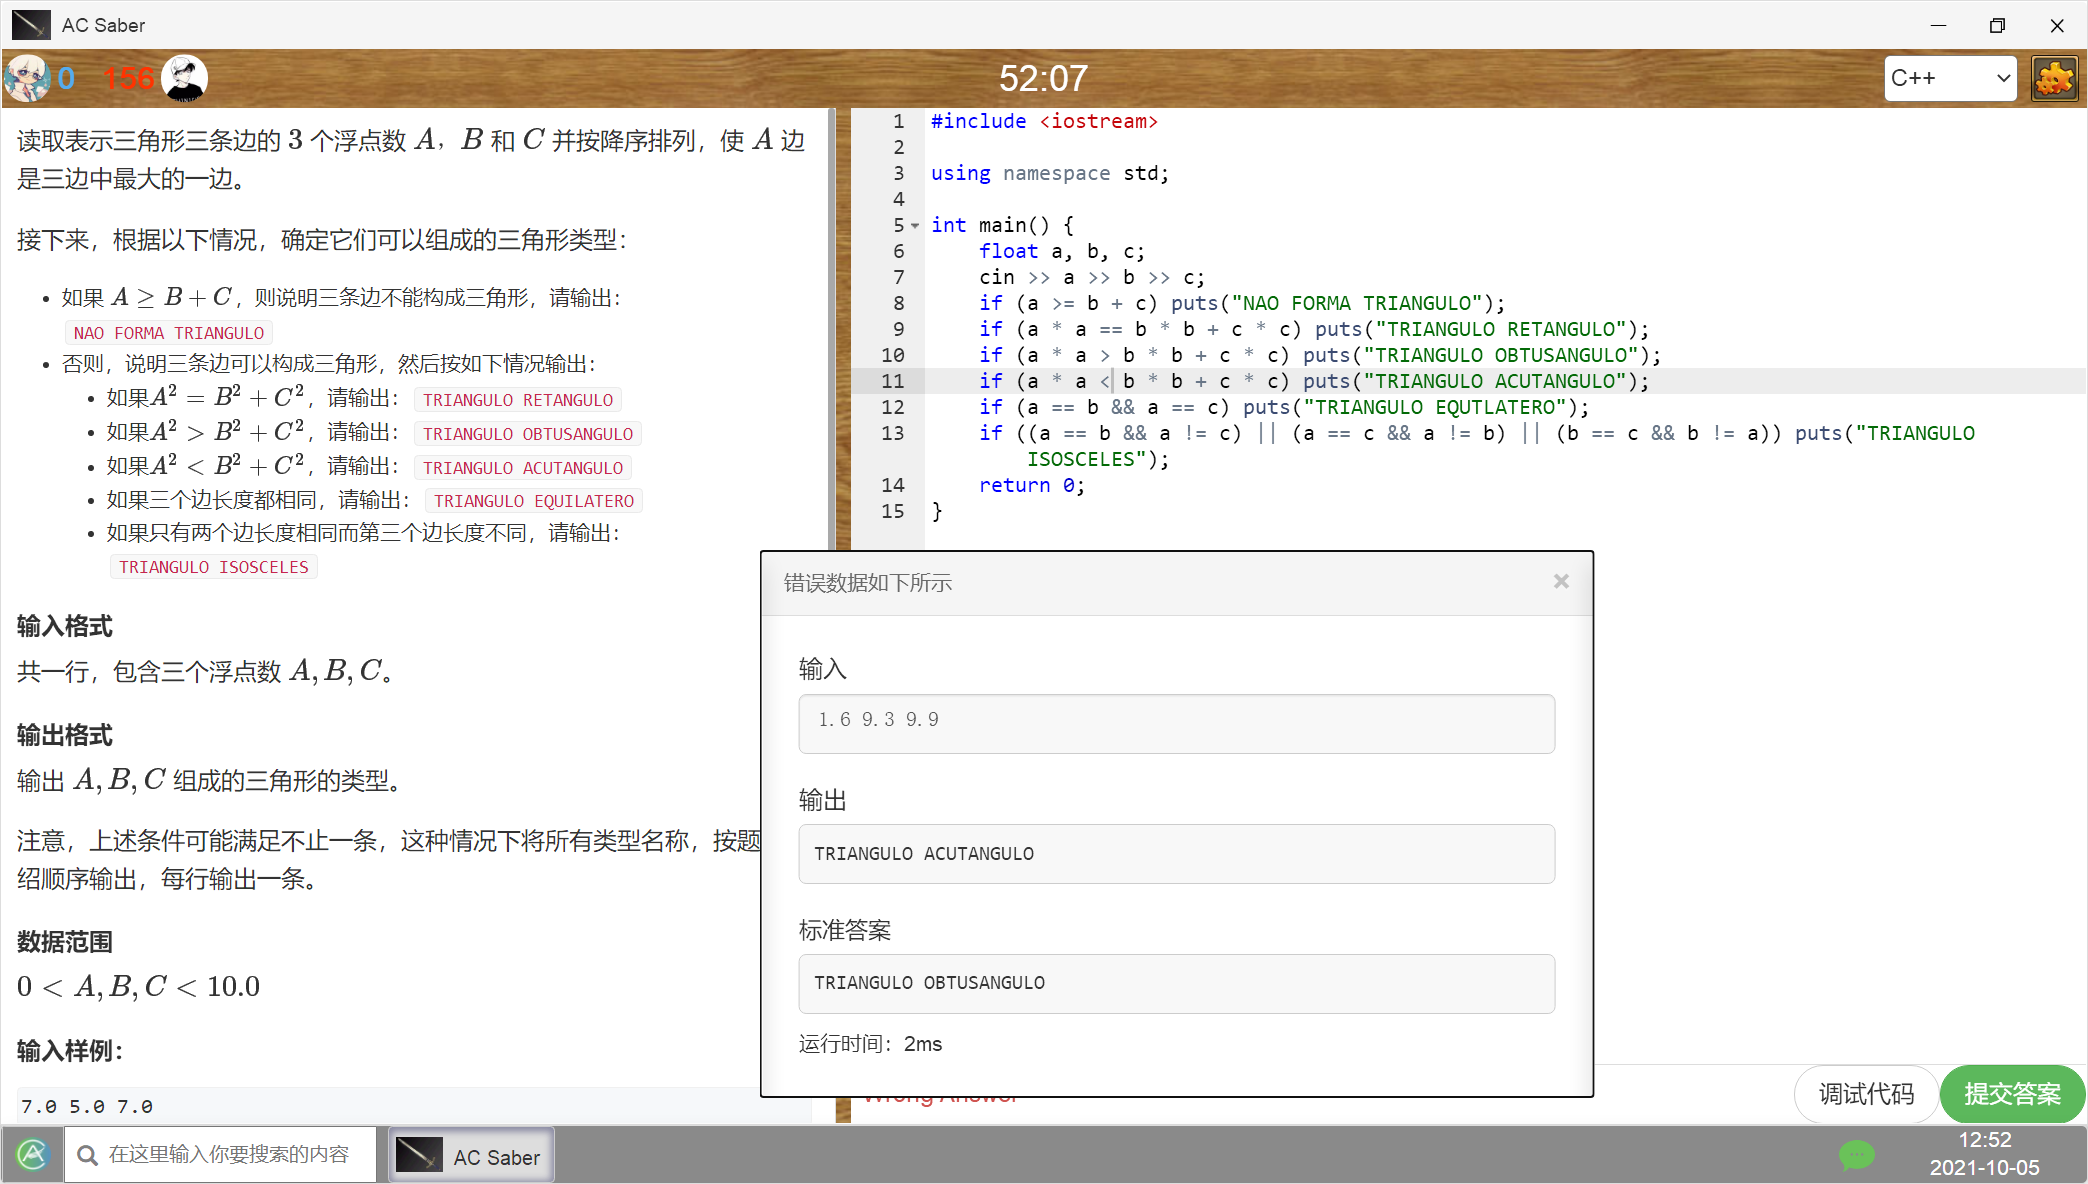 AC Saber
0 156
52:07
C++
读取表示三角形三条边的 3 个浮点数 A，B 和 C 并按降序排列，使 A 边
是三边中最大的一边。
接下来，根据以下情况，确定它们可以组成的三角形类型：
• 如果 A ≥ B + C，则说明三条边不能构成三角形，请输出：
NAO FORMA TRIANGULO
• 否则，说明三条边可以构成三角形，然后按如下情况输出：
• 如果A² = B² + C²，请输出： TRIANGULO RETANGULO
• 如果A² > B² + C²，请输出： TRIANGULO OBTUSANGULO
• 如果A² < B² + C²，请输出： TRIANGULO ACUTANGULO
• 如果三个边长度都相同，请输出： TRIANGULO EQUILATERO
• 如果只有两个边长度相同而第三个边长度不同，请输出：
TRIANGULO ISOSCELES
输入格式
共一行，包含三个浮点数 A, B, C。
输出格式
输出 A, B, C 组成的三角形的类型。
注意，上述条件可能满足不止一条，这种情况下将所有类型名称，按题
绍顺序输出，每行输出一条。
数据范围
0 < A, B, C < 10.0
输入样例：
7.0 5.0 7.0
1 #include <iostream>
2
3 using namespace std;
4
5 int main() {
6     float a, b, c;
7     cin >> a >> b >> c;
8     if (a >= b + c) puts("NAO FORMA TRIANGULO");
9     if (a * a == b * b + c * c) puts("TRIANGULO RETANGULO");
10     if (a * a > b * b + c * c) puts("TRIANGULO OBTUSANGULO");
11     if (a * a < b * b + c * c) puts("TRIANGULO ACUTANGULO");
12     if (a == b && a == c) puts("TRIANGULO EQUTLATERO");
13     if ((a == b && a != c) || (a == c && a != b) || (b == c && b != a)) puts("TRIANGULO
ISOSCELES");
14     return 0;
15 }
错误数据如下所示 ×
输入
1.6 9.3 9.9
输出
TRIANGULO ACUTANGULO
标准答案
TRIANGULO OBTUSANGULO
运行时间：2ms
Wrong Answer
调试代码 提交答案
在这里输入你要搜索的内容
AC Saber
12:52
2021-10-05